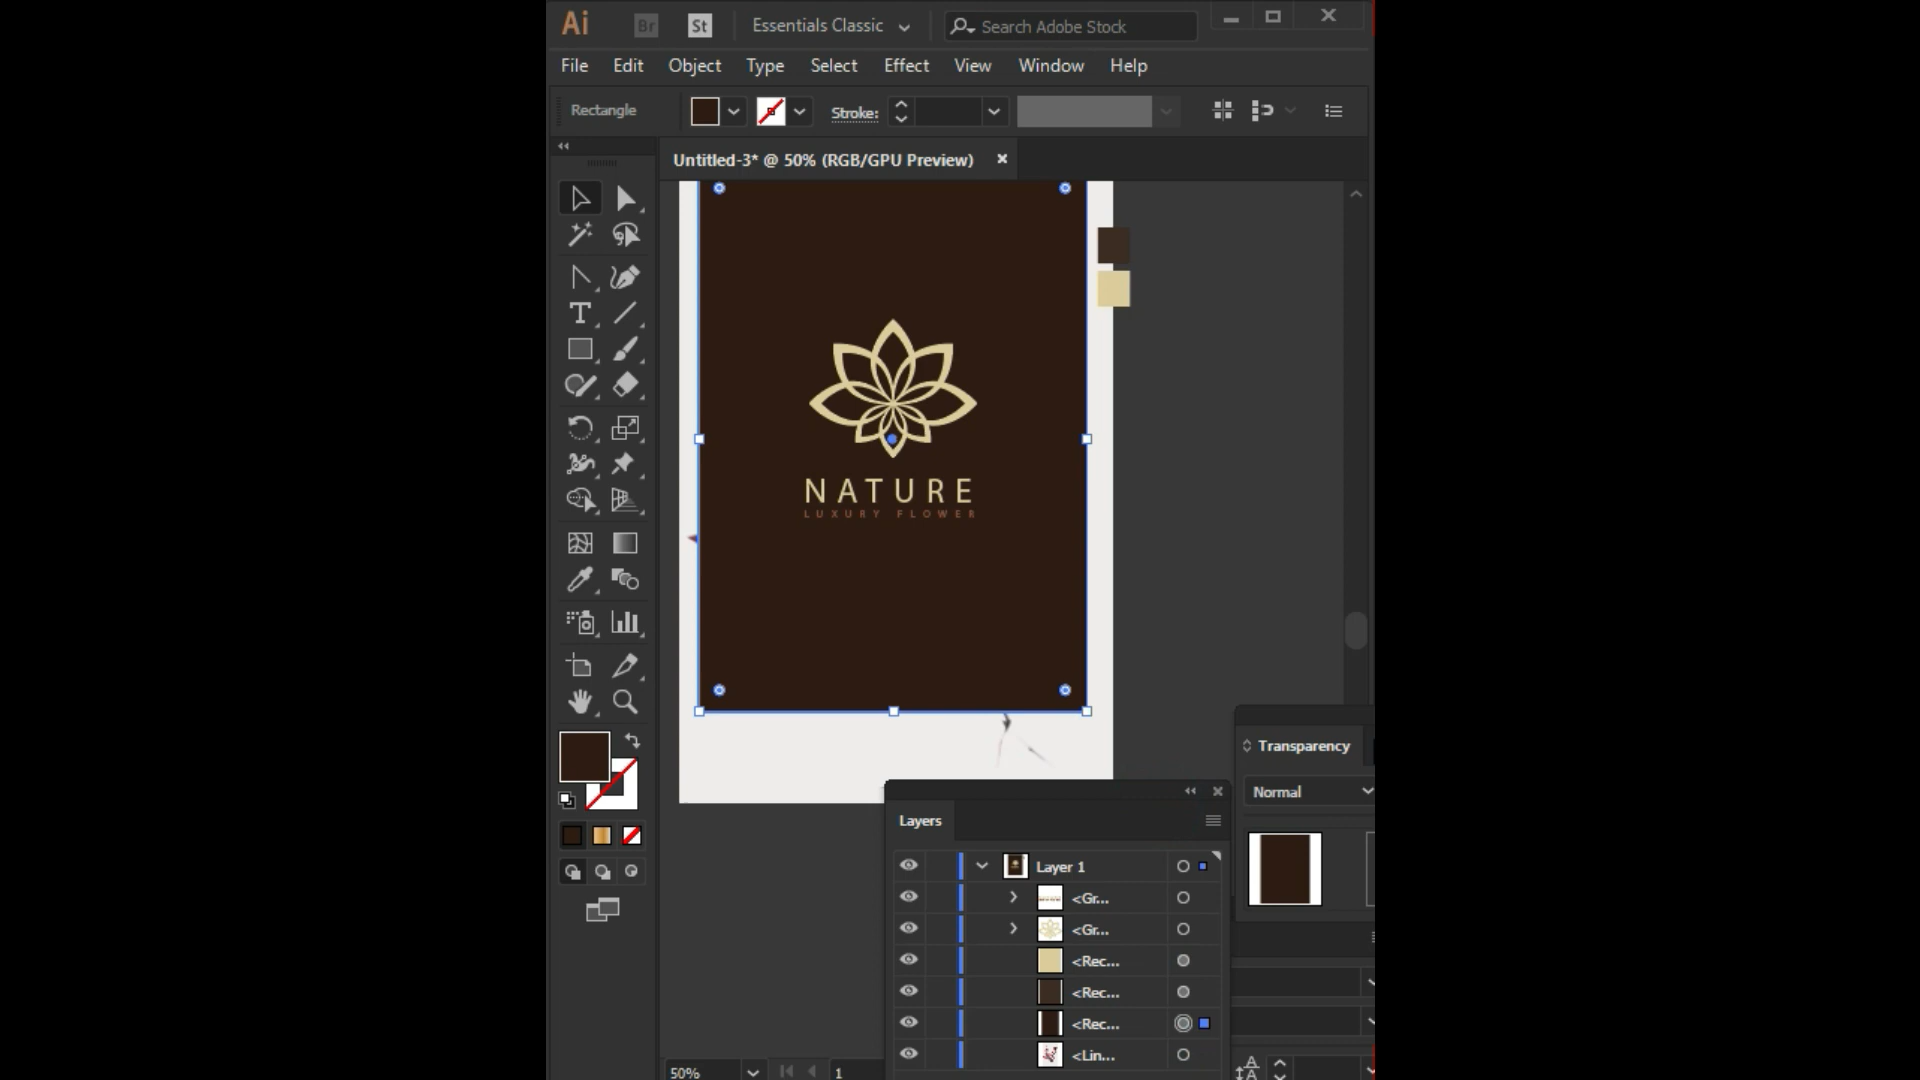 Ai Br St Essentials Classic Search Adobe Stock
File Edit Object Type Select Effect View Window Help
Rectangle Stroke:
Untitled-3* @ 50% (RGB/GPU Preview)
NATURE
LUXURY FLOWER
Transparency
Normal
Layers
Layer 1
<Gr...
<Gr...
<Rec...
<Rec...
<Rec...
<Lin...
50% 1